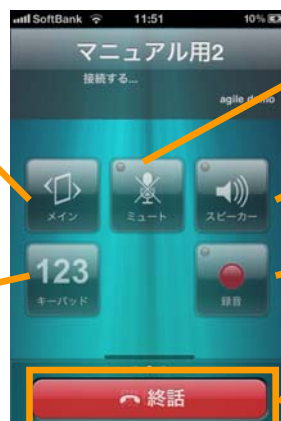 SoftBank 11:51 10%
マニュアル用2
接続する...
agile demo
メイン ミュート スピーカー
123
キーパッド 録音
終話